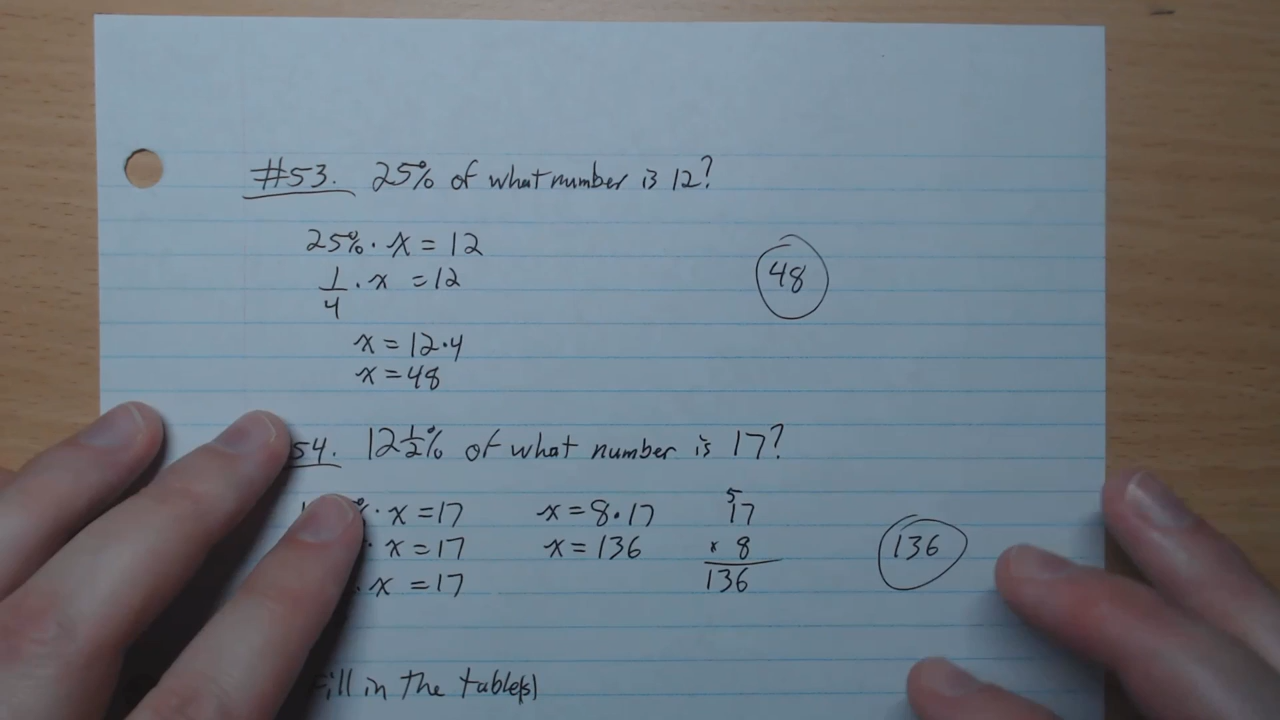 #53. 25% of what number is 12?
25% · x = 12
1/4 · x = 12
48
x = 12·4
x = 48
54. 12½% of what number is 17?
· x = 17 x = 8·17 5 17
· x = 17 x = 136 x 8 136
· x = 17 136
Fill in the table(s)